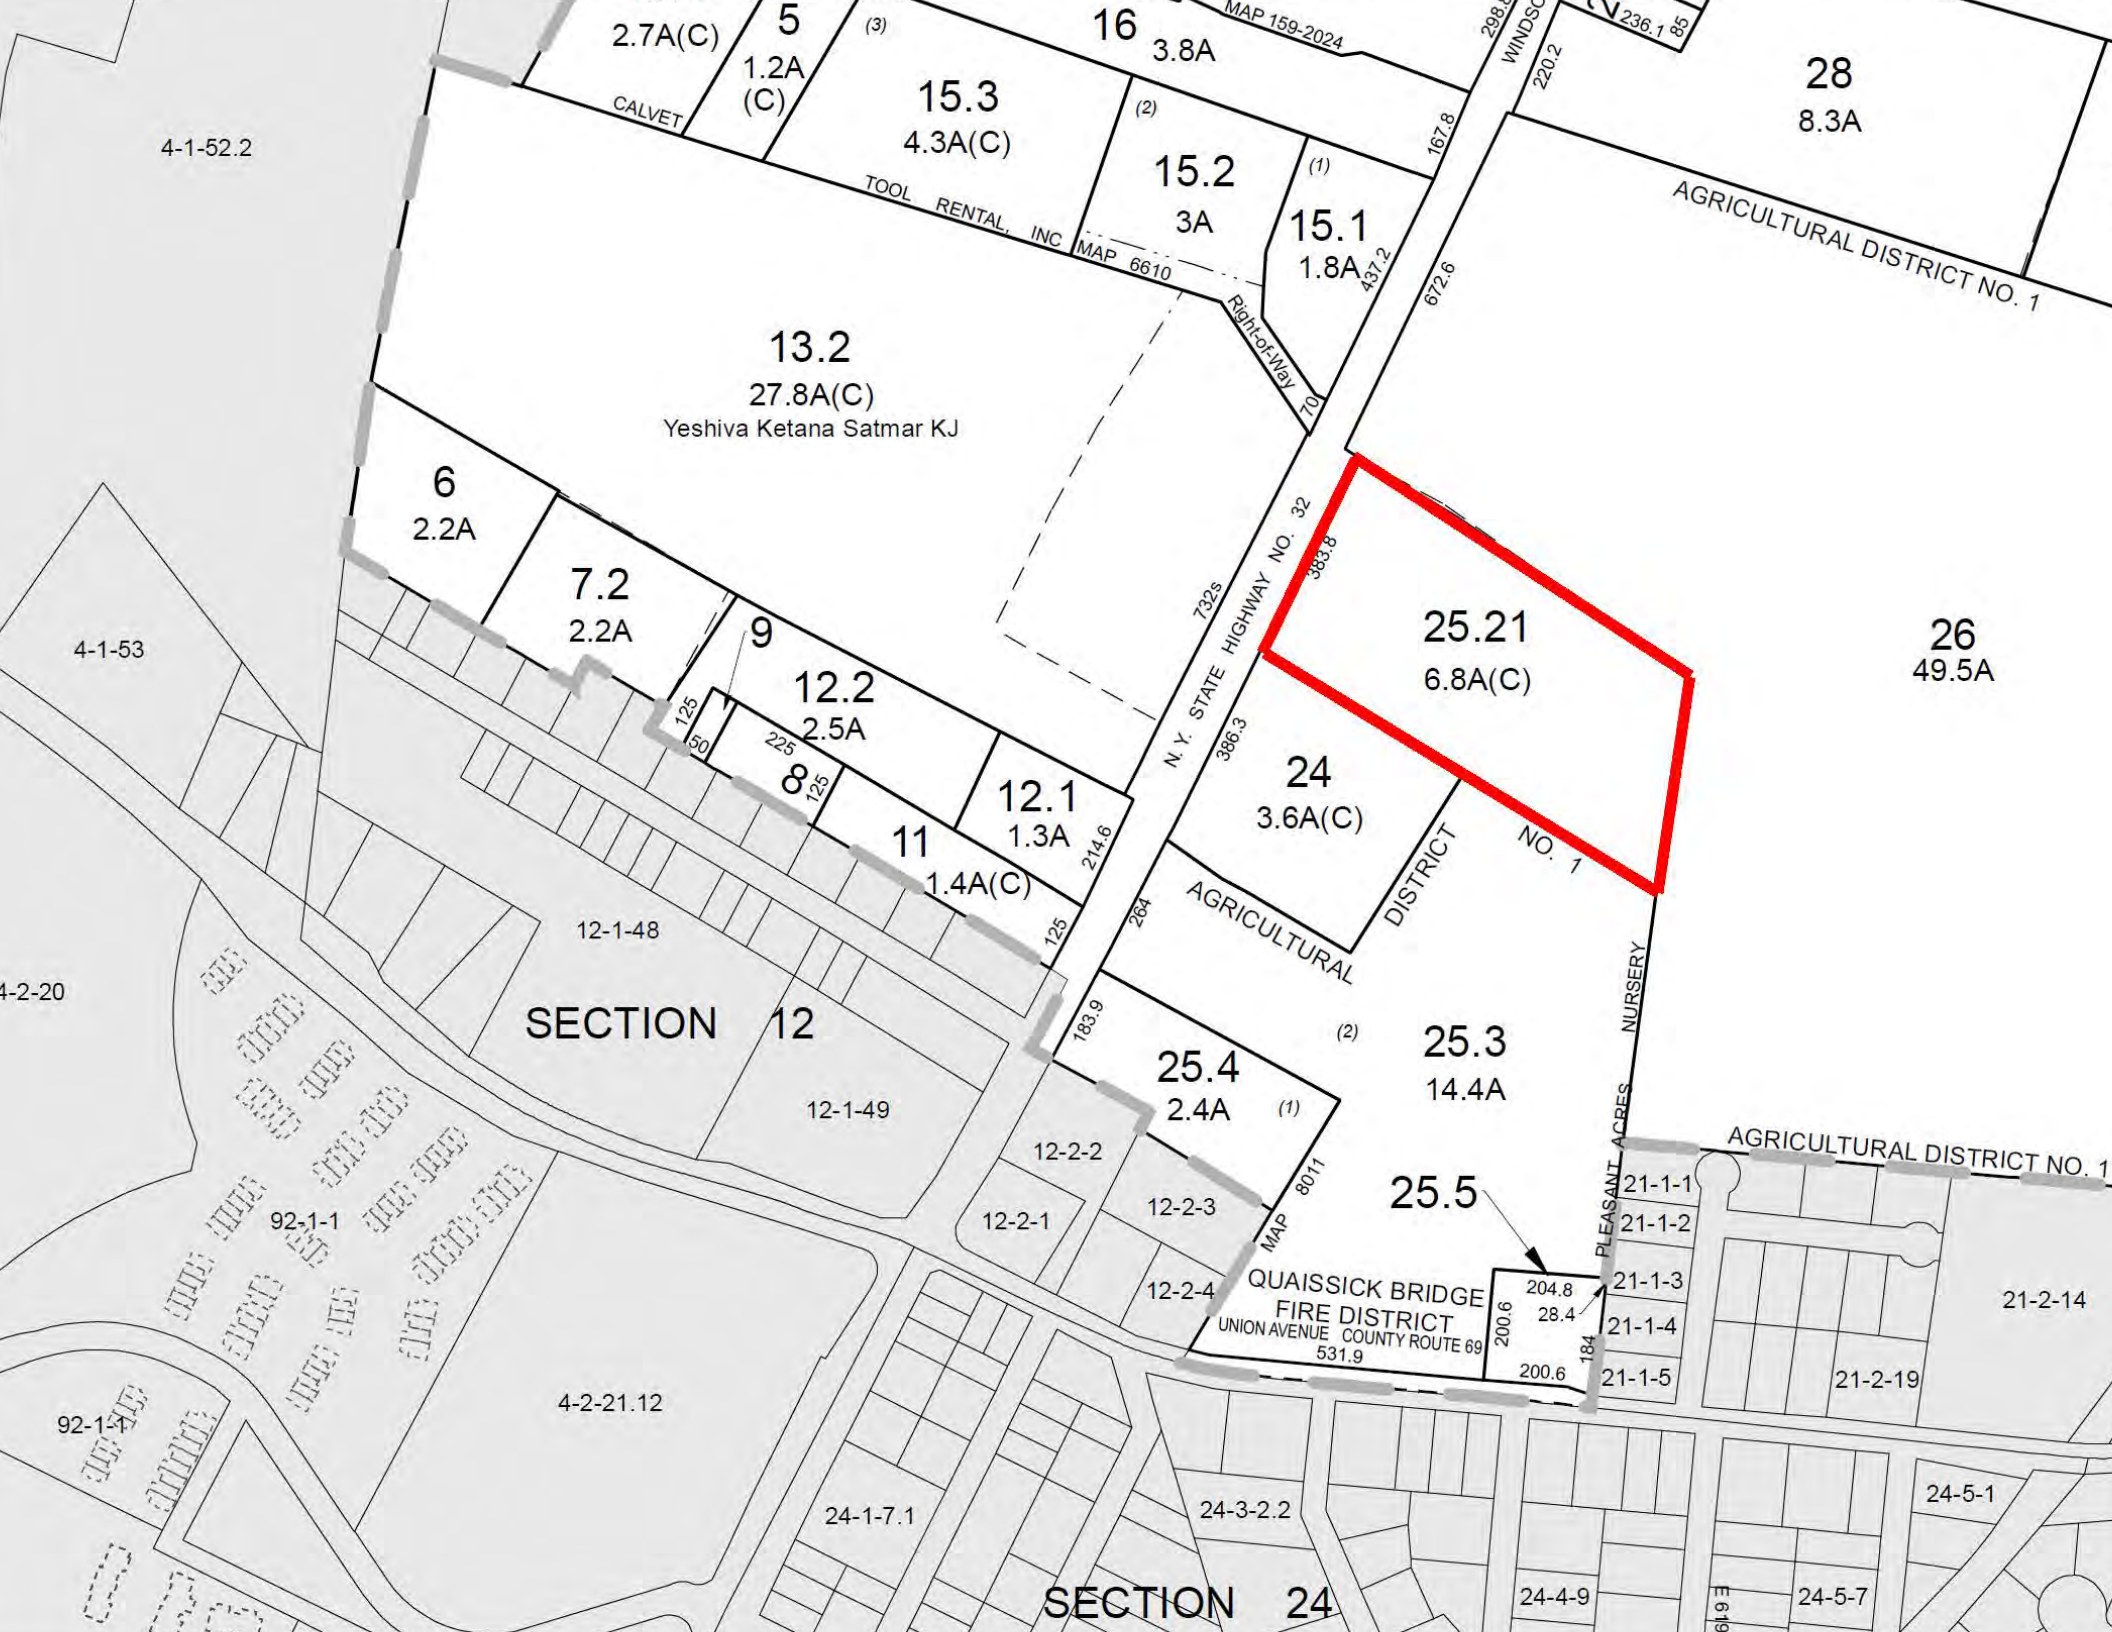 2.7A(C)
5
1.2A
(C)
(3)
16
3.8A
MAP 159-2024
298.8
236.1
85
220.2
28
8.3A
4-1-52.2
CALVET
15.3
4.3A(C)
(2)
15.2
3A
(1)
15.1
1.8A
167.8
437.2
672.6
AGRICULTURAL DISTRICT NO. 1
TOOL RENTAL, INC
MAP 6610
Right-of-Way
70
13.2
27.8A(C)
Yeshiva Ketana Satmar KJ
6
2.2A
7.2
2.2A
9
12.2
2.5A
732s
N. Y. STATE HIGHWAY NO. 32
383.8
25.21
6.8A(C)
26
49.5A
4-1-53
125
50
225
8
125
12.1
1.3A
214.6
386.3
24
3.6A(C)
11
1.4A(C)
125
264
AGRICULTURAL
DISTRICT
NO. 1
12-1-48
4-2-20
SECTION 12
183.9
25.4
2.4A
(1)
(2)
25.3
14.4A
PLEASANT ACRES NURSERY
12-1-49
12-2-2
12-2-3
12-2-1
12-2-4
MAP 8011
25.5
AGRICULTURAL DISTRICT NO. 1
21-1-1
21-1-2
21-1-3
21-1-4
21-1-5
21-2-14
21-2-19
92-1-1
QUAISSICK BRIDGE
FIRE DISTRICT
UNION AVENUE COUNTY ROUTE 69
531.9
204.8
28.4
200.6
184
200.6
4-2-21.12
92-1-1
24-1-7.1
24-3-2.2
24-5-1
SECTION 24
24-4-9
24-5-7